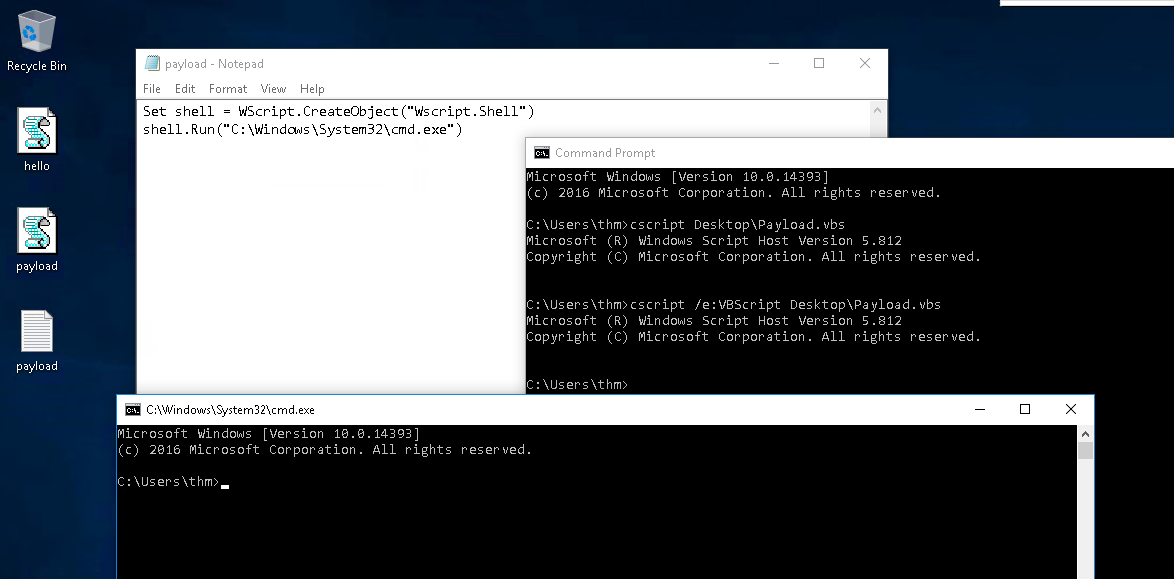 Recycle Bin
hello
payload
payload
payload - Notepad
File Edit Format View Help
Set shell = WScript.CreateObject("Wscript.Shell")
shell.Run("C:\Windows\System32\cmd.exe")
Command Prompt
Microsoft Windows [Version 10.0.14393]
(c) 2016 Microsoft Corporation. All rights reserved.
C:\Users\thm>cscript Desktop\Payload.vbs
Microsoft (R) Windows Script Host Version 5.812
Copyright (C) Microsoft Corporation. All rights reserved.
C:\Users\thm>cscript /e:VBScript Desktop\Payload.vbs
Microsoft (R) Windows Script Host Version 5.812
Copyright (C) Microsoft Corporation. All rights reserved.
C:\Users\thm>
C:\Windows\System32\cmd.exe
Microsoft Windows [Version 10.0.14393]
(c) 2016 Microsoft Corporation. All rights reserved.
C:\Users\thm>